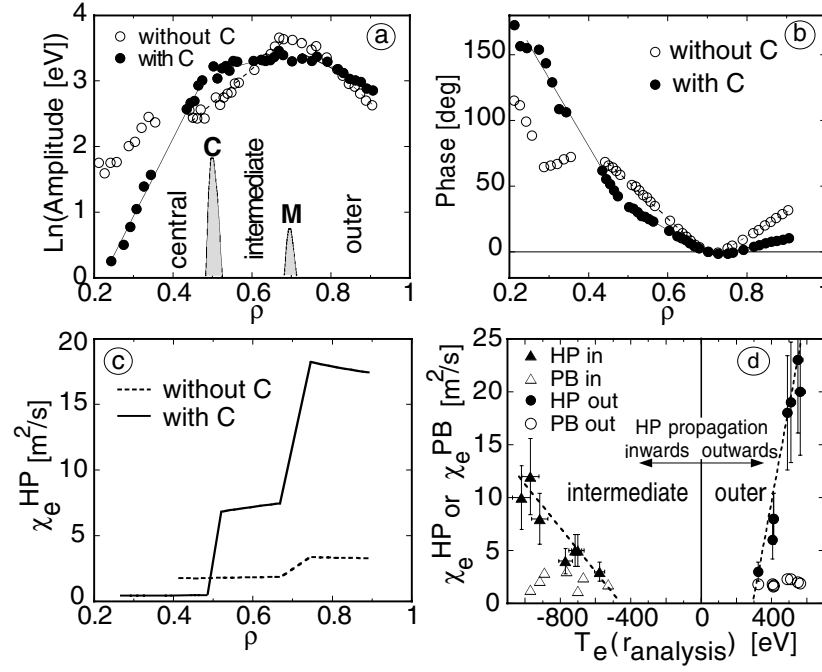 4
3
2
1
0
Ln(Amplitude) [eV]
○ without C
● with C
a
C
M
central
intermediate
outer
0.2 0.4 0.6 0.8 1
ρ
150
100
50
0
Phase [deg]
b
○ without C
● with C
0.2 0.4 0.6 0.8 1
ρ
20
15
10
5
0
χₑᴴᴾ [m²/s]
c
without C
with C
0.2 0.4 0.6 0.8 1
ρ
25
20
15
10
5
0
χₑᴴᴾ or χₑᴾᴮ [m²/s]
▲ HP in
△ PB in
● HP out
○ PB out
d
HP propagation
inwards outwards
intermediate
outer
-800 -400 0 400 800
Tₑ(r_analysis) [eV]